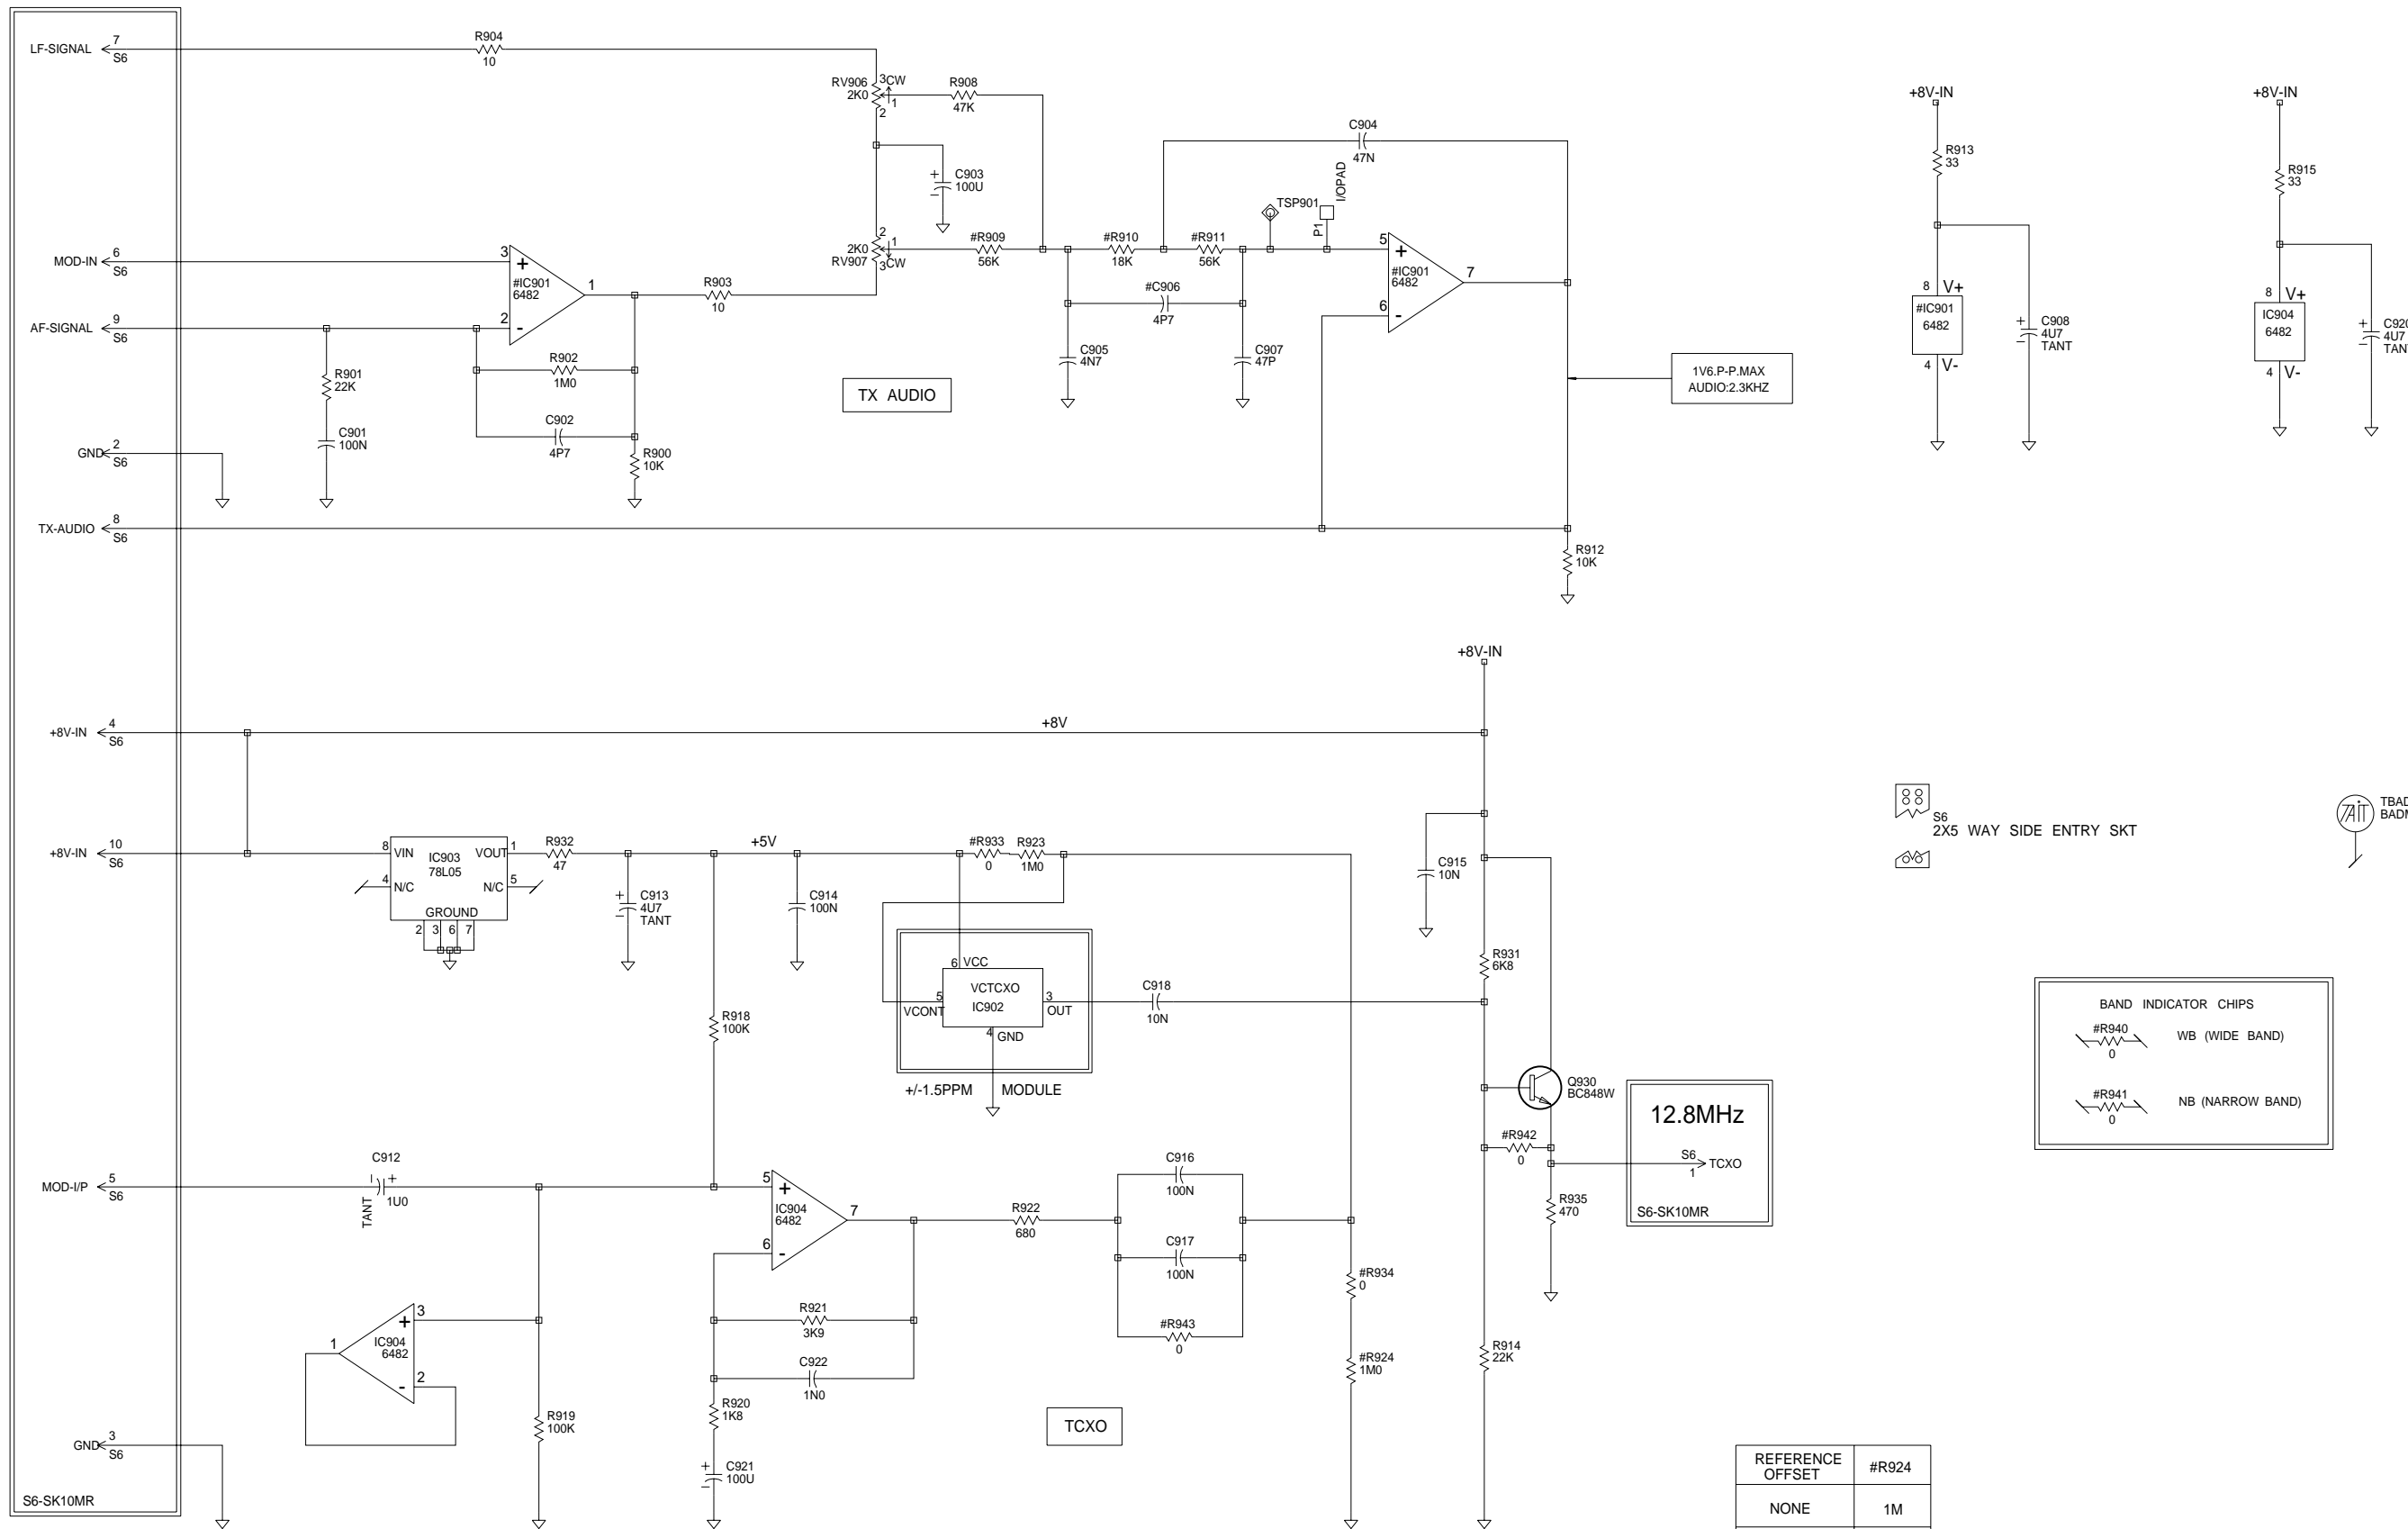 LF-SIGNAL
7
S6
R904
10
RV906
2K0
3
CW
1
2
R908
47K
C903
100U
C904
47N
I/OPAD
TSP901
P1
MOD-IN
6
S6
3
#IC901
6482
1
2
R903
10
2K0
RV907
2
1
3
CW
#R909
56K
#R910
18K
#R911
56K
5
#IC901
6482
7
6
#C906
4P7
AF-SIGNAL
9
S6
R902
1M0
R901
22K
C902
4P7
C901
100N
R900
10K
TX AUDIO
C905
4N7
C907
47P
1V6.P-P.MAX
AUDIO:2.3KHZ
GND
2
S6
TX-AUDIO
8
S6
R912
10K
+8V-IN
R913
33
8 V+
#IC901
6482
4 V-
C908
4U7
TANT
+8V-IN
R915
33
8 V+
IC904
6482
4 V-
4U7
+8V-IN
+8V-IN
4
S6
+8V
+8V-IN
10
S6
8 VIN
IC903
78L05
VOUT 1
4 N/C
N/C 5
GROUND
2 3 6 7
R932
47
+5V
C913
4U7
TANT
C914
100N
#R933
0
R923
1M0
C915
10N
6 VCC
VCTCXO
IC902
5
VCONT
3
OUT
4
GND
+/-1.5PPM MODULE
C918
10N
R918
100K
R931
6K8
Q930
BC848W
#R942
0
12.8MHz
S6
1
TCXO
S6-SK10MR
R935
470
S6
2X5 WAY SIDE ENTRY SKT
TAIT
BAND INDICATOR CHIPS
#R940
0
WB (WIDE BAND)
#R941
0
NB (NARROW BAND)
MOD-I/P
5
S6
C912
TANT
1U0
5
IC904
6482
7
6
R922
680
C916
100N
C917
100N
#R943
0
#R934
0
#R924
1M0
R914
22K
3
IC904
6482
1
2
R921
3K9
C922
1N0
R920
1K8
C921
100U
R919
100K
TCXO
GND
3
S6
S6-SK10MR
REFERENCE OFFSET
#R924
NONE
1M